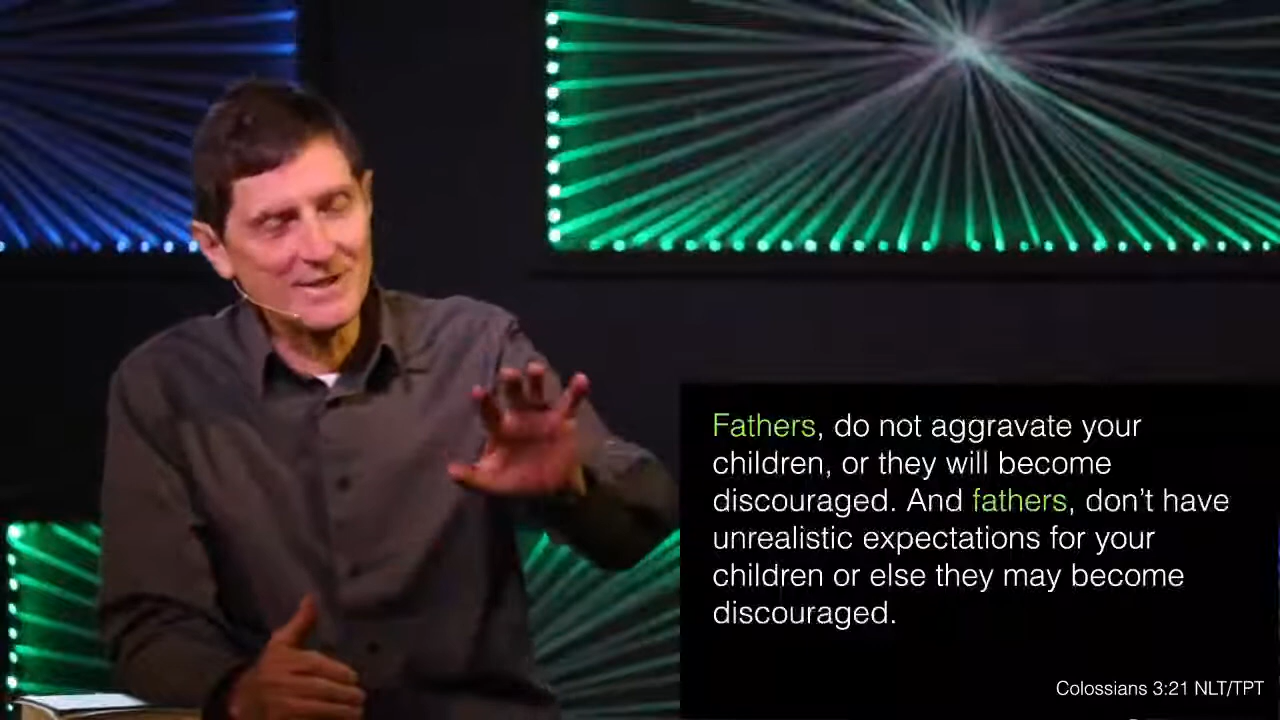 Fathers, do not aggravate your
children, or they will become
discouraged. And fathers, don’t have
unrealistic expectations for your
children or else they may become
discouraged.
Colossians 3:21 NLT/TPT